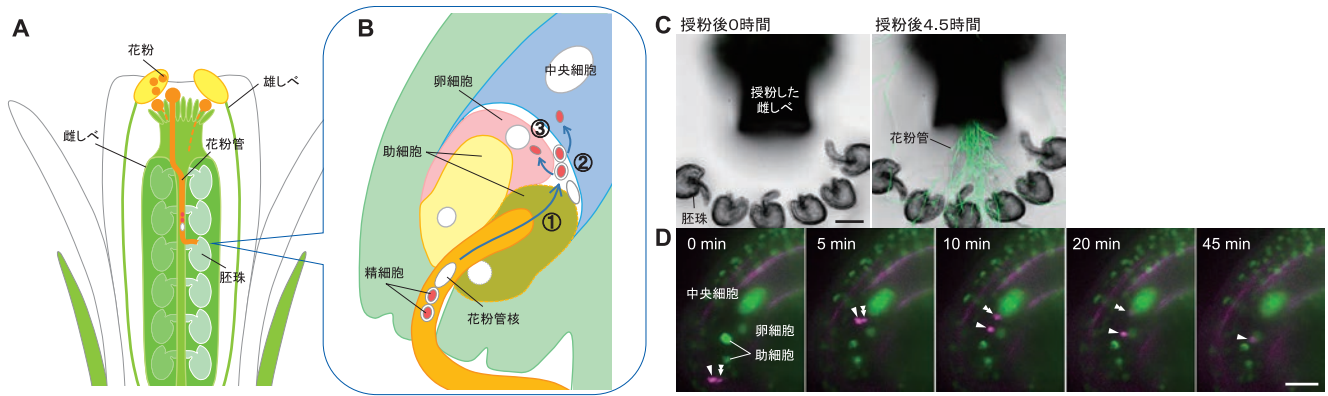 A
花粉
雄しべ
雌しべ
花粉管
胚珠
B
中央細胞
卵細胞
③
助細胞
②
①
精細胞
花粉管核
C
授粉後0時間
授粉した
雌しべ
胚珠
授粉後4.5時間
花粉管
D
0 min
5 min
10 min
20 min
45 min
中央細胞
卵細胞
助細胞